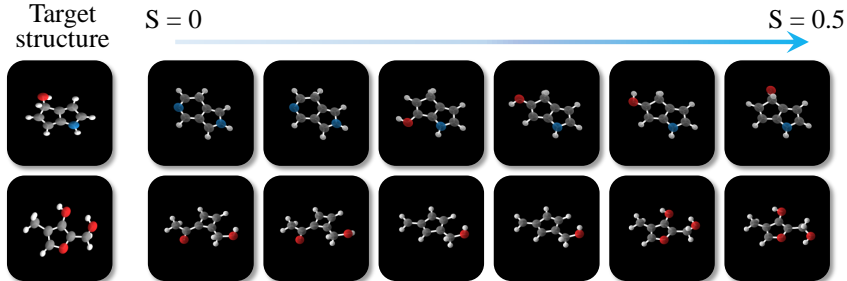 Target
structure
S = 0
S = 0.5